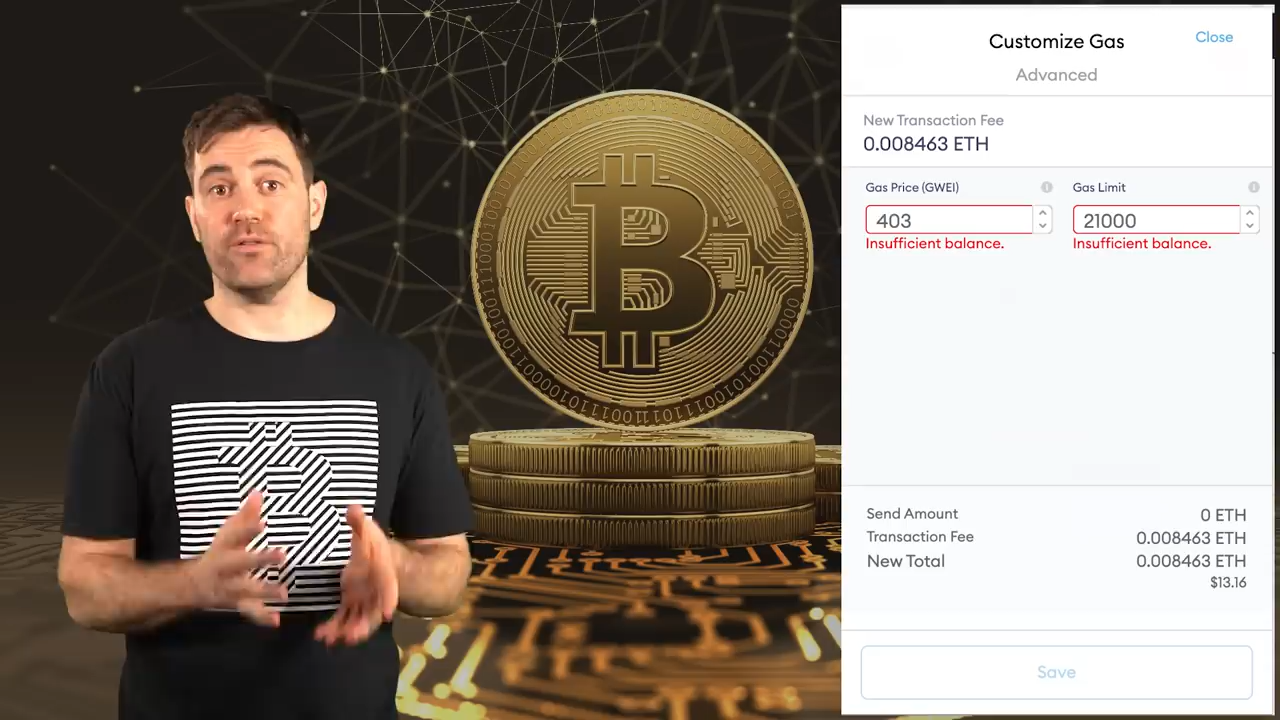 Customize Gas
Close
Advanced
New Transaction Fee
0.008463 ETH
Gas Price (GWEI)
Gas Limit
403
21000
Insufficient balance.
Insufficient balance.
Send Amount
0 ETH
Transaction Fee
0.008463 ETH
New Total
0.008463 ETH
$13.16
Save